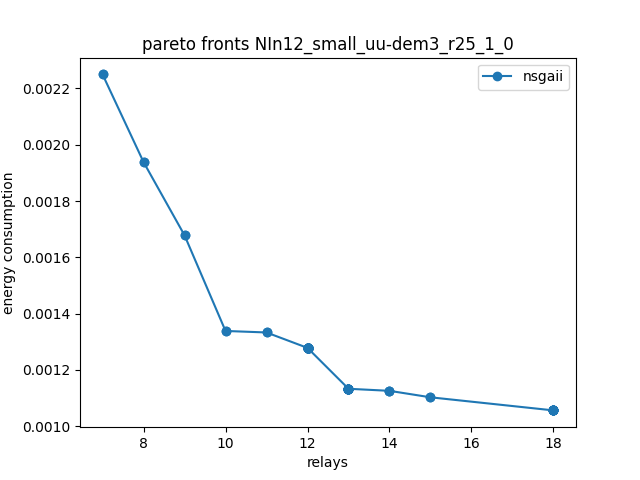 pareto fronts NIn12_small_uu-dem3_r25_1_0
nsgaii
energy consumption
0.0022
0.0020
0.0018
0.0016
0.0014
0.0012
0.0010
8 10 12 14 16 18
relays